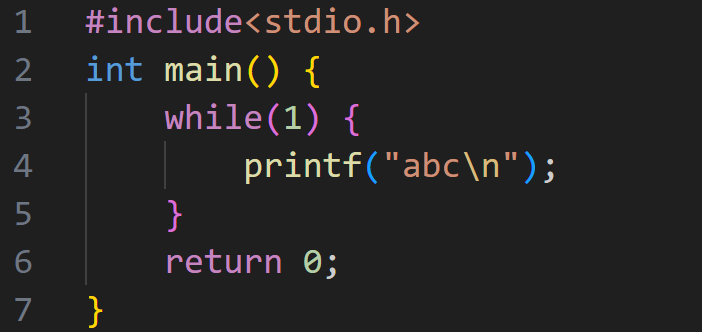 1 #include<stdio.h>
2 int main() {
3     while(1) {
4         printf("abc\n");
5     }
6     return 0;
7 }